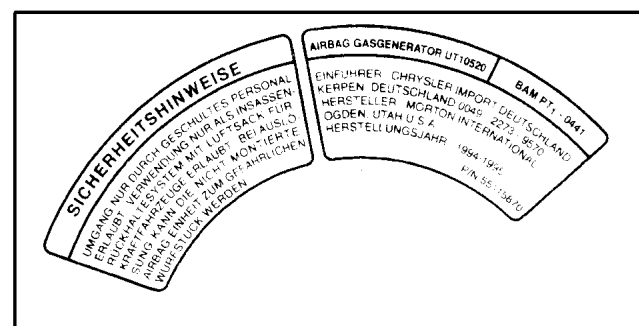 SICHERHEITSHINWEISE
UMGANG NUR DURCH GESCHULTES PERSONAL
ERLAUBT. VERWENDUNG NUR ALS INSASSEN-
RÜCKHALTESYSTEM MIT LUFTSACK FÜR
KRAFTFAHRZEUGE ERLAUBT. BEI AUSLÖ
SUNG KANN DIE NICHT MONTIERTE
AIRBAG EINHEIT ZUM GEFÄHRLICHEN
WURFSTÜCK WERDEN
AIRBAG GASGENERATOR UT10520
BAM PT₁ - 0441
EINFÜHRER CHRYSLER IMPORT DEUTSCHLAND
KERPEN DEUTSCHLAND 0049 2273 9570
HERSTELLER MORTON INTERNATIONAL
OGDEN, UTAH U.S.A.
HERSTELLUNGSJAHR
P/N